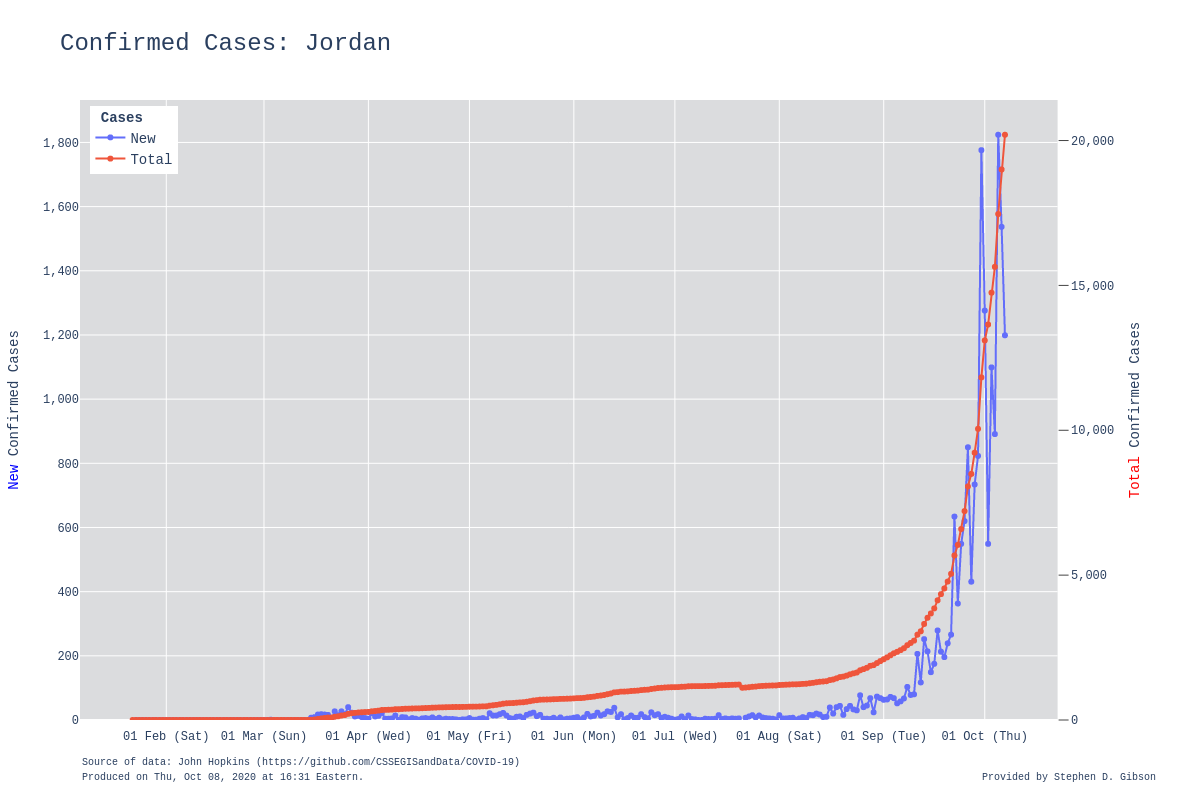 Confirmed Cases: Jordan
Cases
New
Total
1,800
1,600
1,400
1,200
1,000
800
600
400
200
0
20,000
15,000
10,000
5,000
0
New Confirmed Cases
Total Confirmed Cases
01 Feb (Sat)
01 Mar (Sun)
01 Apr (Wed)
01 May (Fri)
01 Jun (Mon)
01 Jul (Wed)
01 Aug (Sat)
01 Sep (Tue)
01 Oct (Thu)
Source of data: John Hopkins (https://github.com/CSSEGISandData/COVID-19)
Produced on Thu, Oct 08, 2020 at 16:31 Eastern.
Provided by Stephen D. Gibson